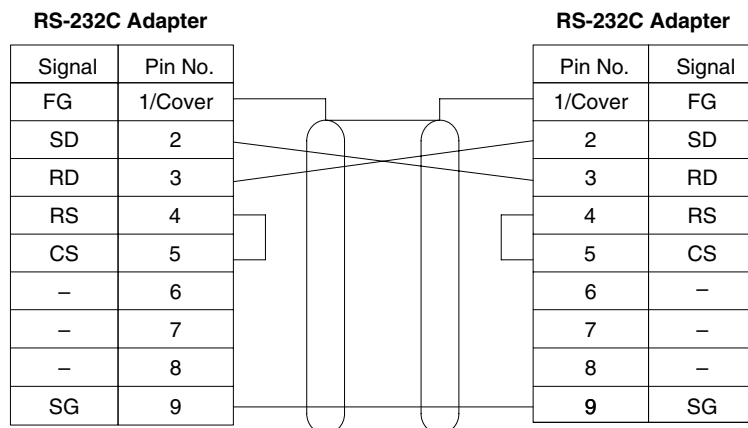 RS-232C Adapter RS-232C Adapter
Signal Pin No. Pin No. Signal
FG 1/Cover 1/Cover FG
SD 2 2 SD
RD 3 3 RD
RS 4 4 RS
CS 5 5 CS
– 6 6 –
– 7 7 –
– 8 8 –
SG 9 9 SG